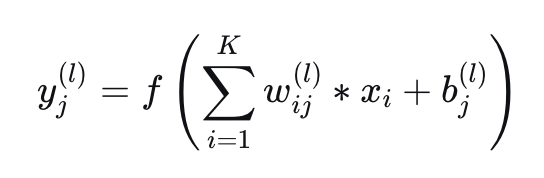 y_j^{(l)} = f\left(\sum_{i=1}^{K} w_{ij}^{(l)} * x_i + b_j^{(l)}\right)